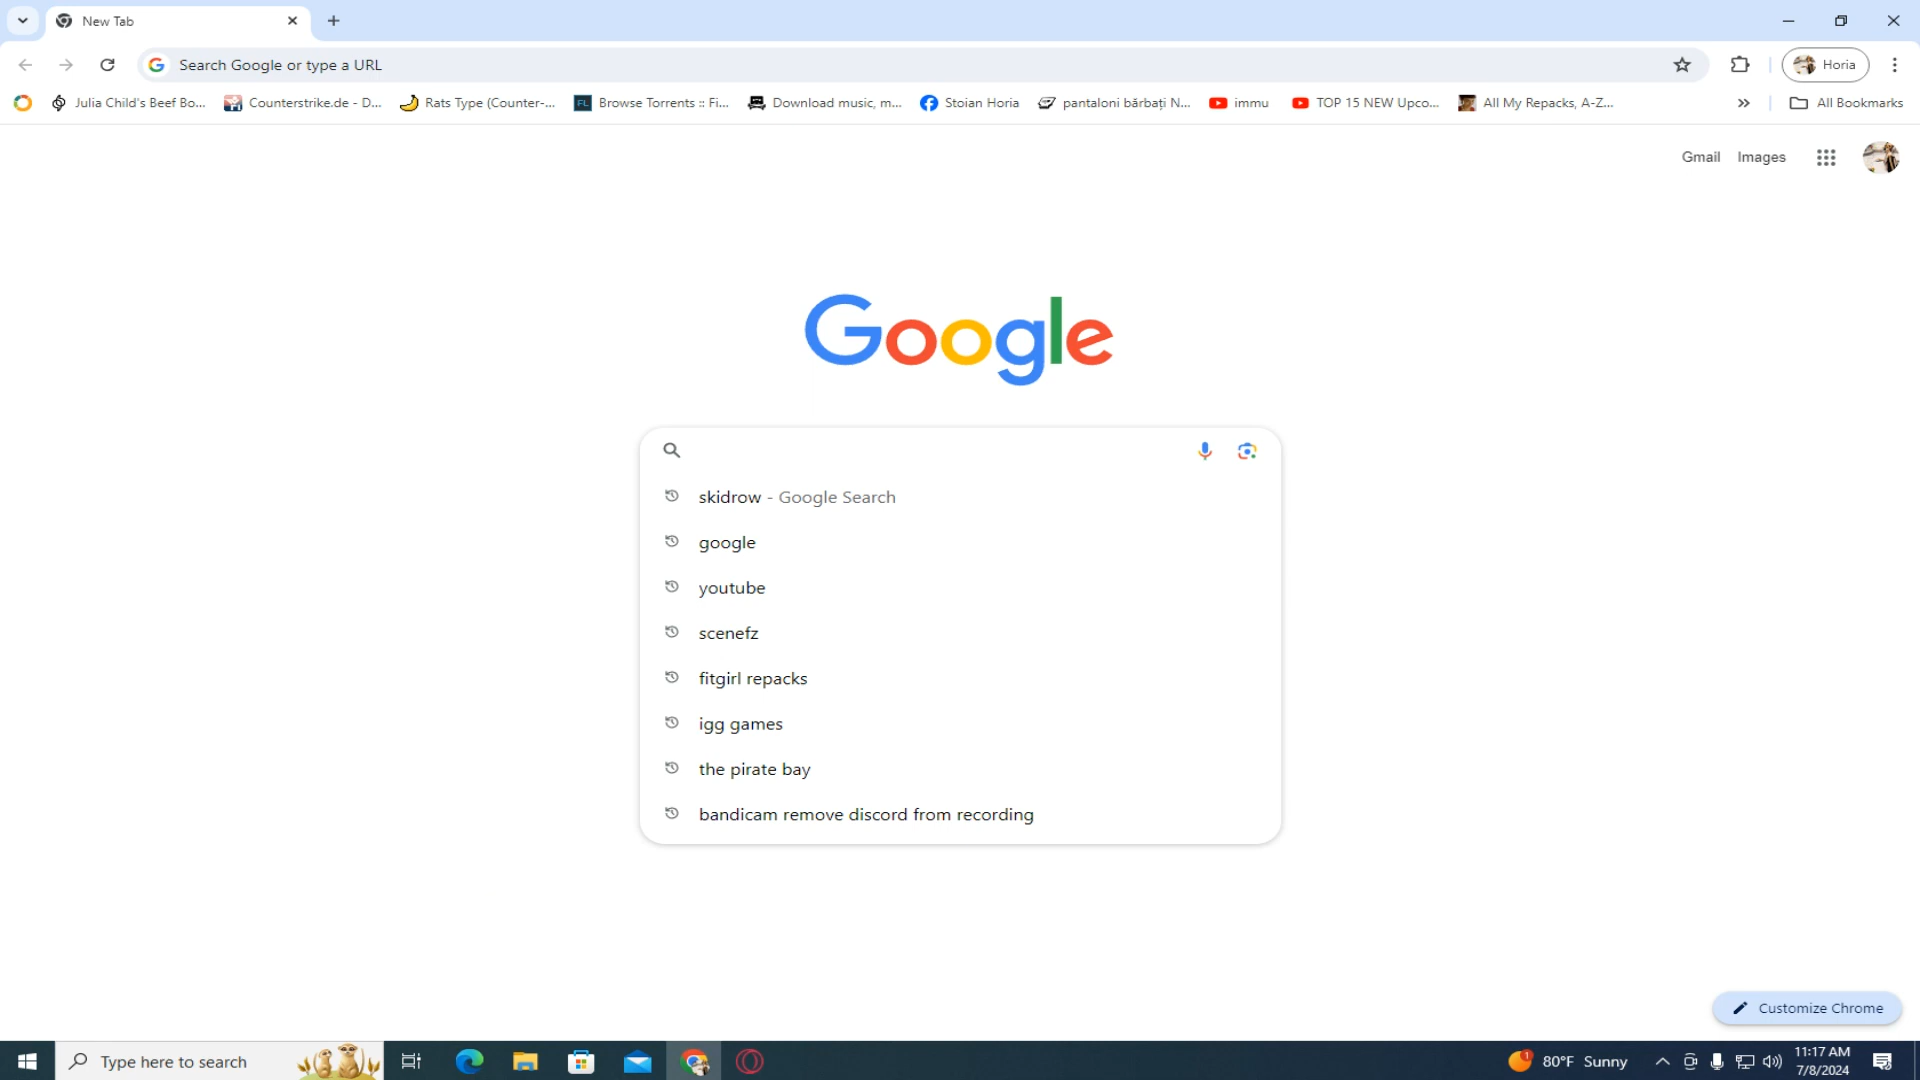 New Tab
Search Google or type a URL
Horia
Julia Child's Beef Bo...
Counterstrike.de - D...
Rats Type (Counter-...
FL
Browse Torrents :: Fi...
Download music, m...
Stoian Horia
pantaloni bărbați N...
immu
TOP 15 NEW Upco...
All My Repacks, A-Z...
All Bookmarks
Gmail
Images
Google
skidrow - Google Search
google
youtube
scenefz
fitgirl repacks
igg games
the pirate bay
bandicam remove discord from recording
Customize Chrome
Type here to search
1
80°F Sunny
11:17 AM
7/8/2024